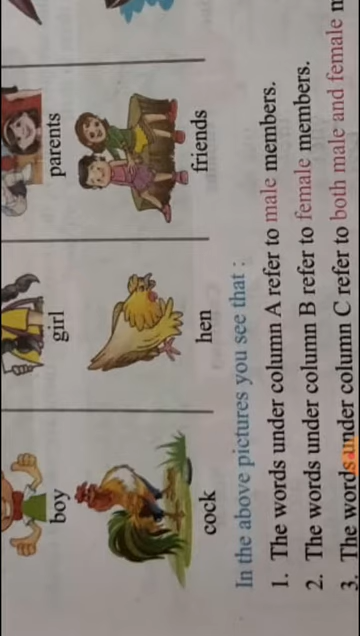 boy girl parents
cock hen friends
In the above pictures you see that :
1. The words under column A refer to male members.
2. The words under column B refer to female members.
3. The words under column C refer to both male and female